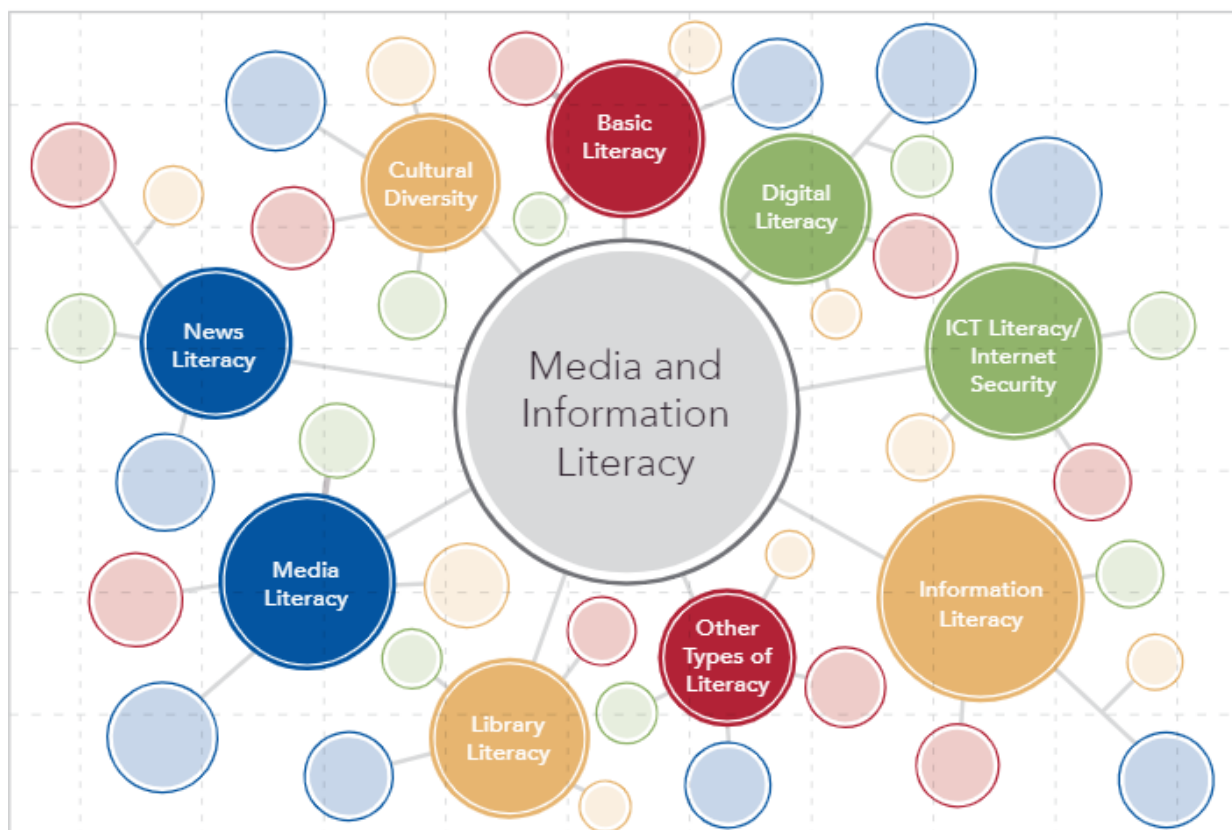 Basic
Literacy
Cultural
Diversity
Digital
Literacy
News
Literacy
ICT Literacy/
Internet
Security
Media and
Information
Literacy
Media
Literacy
Information
Literacy
Other
Types of
Literacy
Library
Literacy